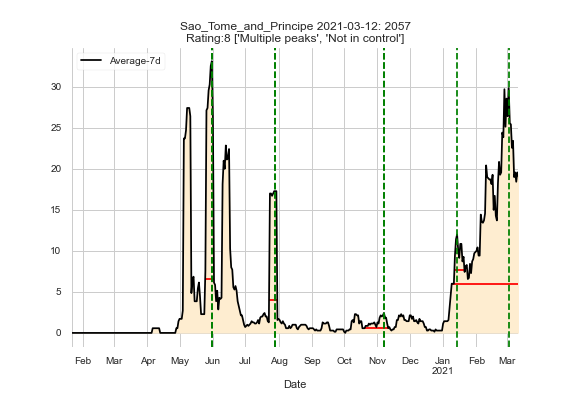 Sao_Tome_and_Principe 2021-03-12: 2057
Rating:8 ['Multiple peaks', 'Not in control']
Average-7d
30
25
20
15
10
5
0
Feb Mar Apr May Jun Jul Aug Sep Oct Nov Dec Jan Feb Mar
2021
Date